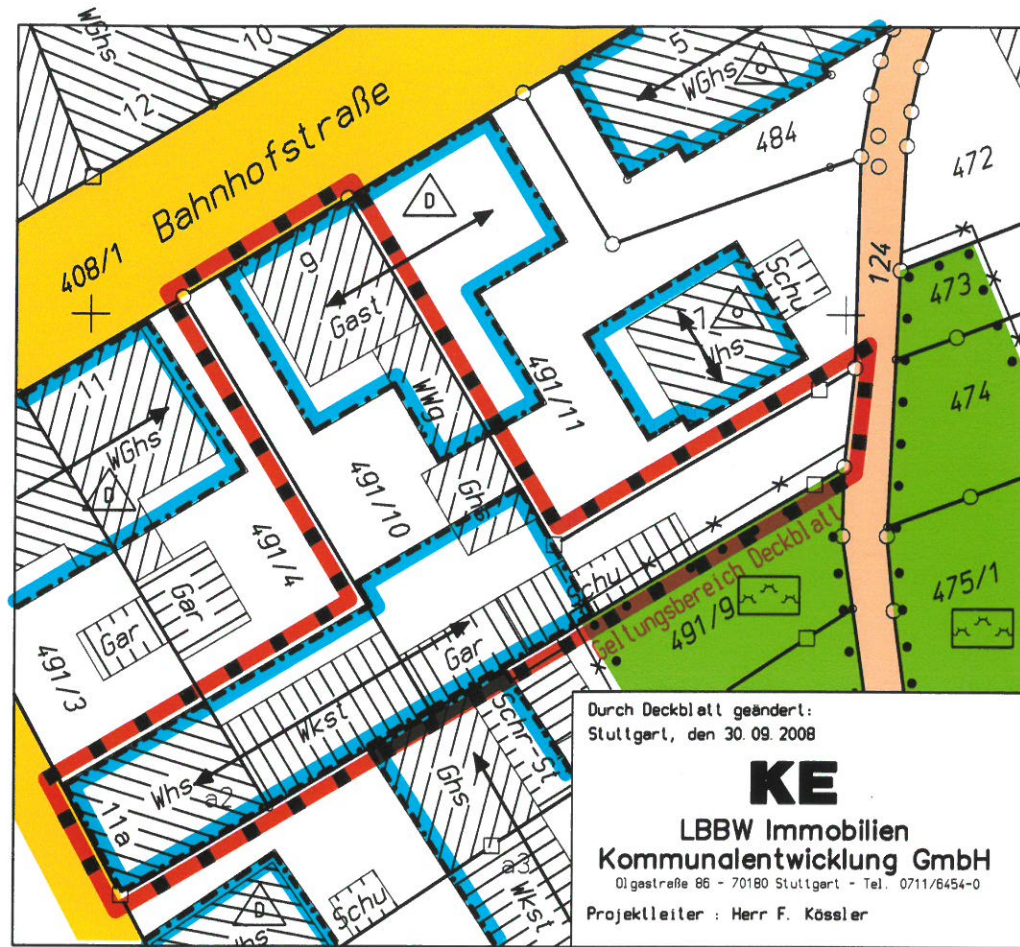 WGhs
10
12
5
WGhs
o
484
472
Bahnhofstraße
408/1
D
9
Gast
124
Schu
473
7
Whs
o
11
WGhs
D
WWg
491/11
474
491/10
Ghs
491/4
Gar
Gar
491/3
Schu
Geltungsbereich Deckblatt
491/9
475/1
Gar
Wkst
Schr-St
Whs
a2
11a
Ghs
a3
Wkst
Schu
D
Whs
Durch Deckblatt geändert:
Stuttgart, den 30.09.2008
KE
LBBW Immobilien
Kommunalentwicklung GmbH
Olgastraße 86 - 70180 Stuttgart - Tel. 0711/6454-0
Projektleiter : Herr F. Kössler